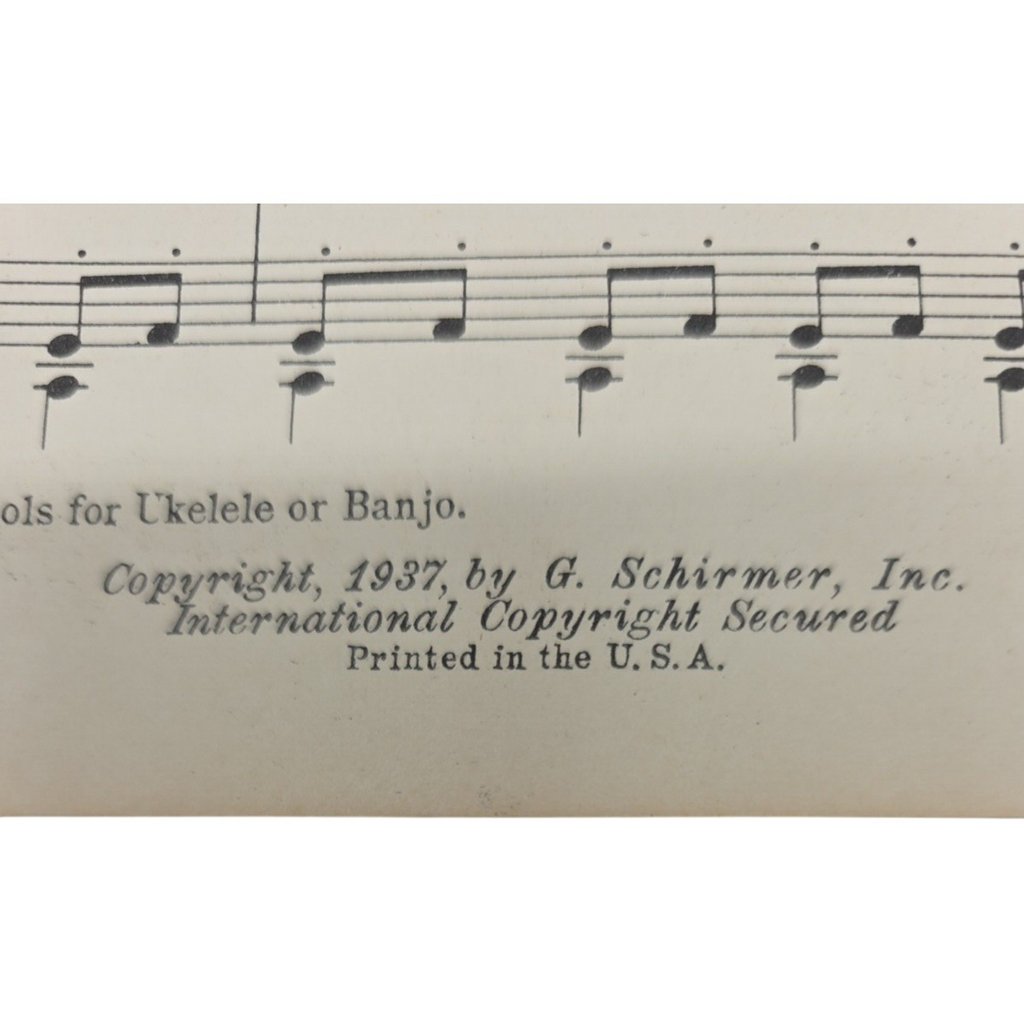 ols for Ukelele or Banjo.
Copyright, 1937, by G. Schirmer, Inc.
International Copyright Secured
Printed in the U. S. A.